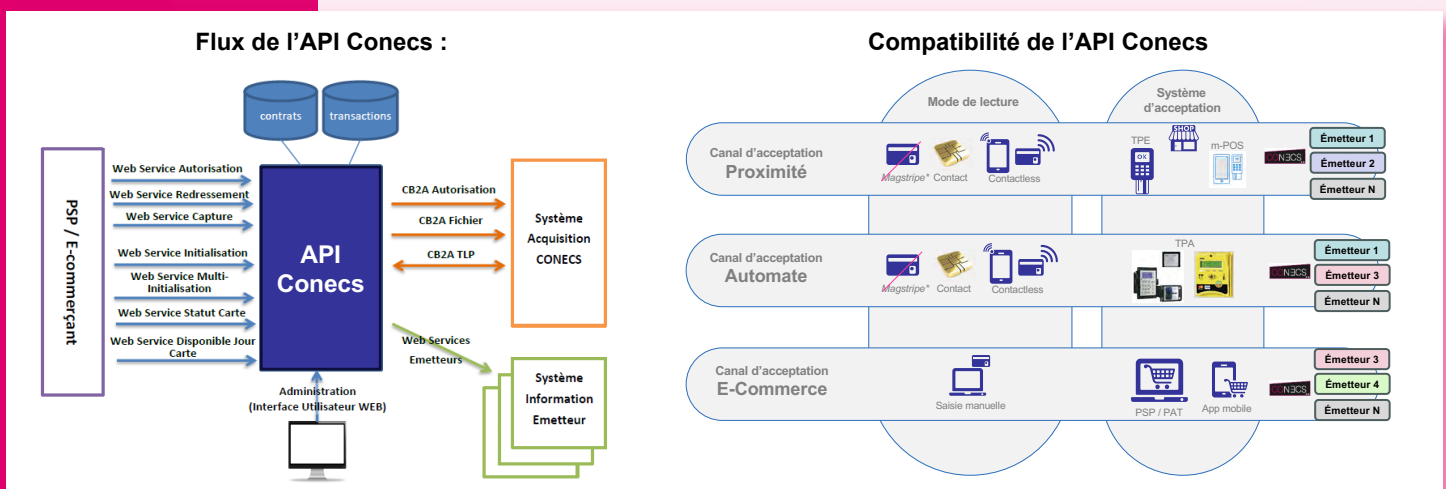 Flux de l’API Conecs :
contrats
transactions
PSP / E-commerçant
Web Service Autorisation
Web Service Redressement
Web Service Capture
Web Service Initialisation
Web Service Multi-
Initialisation
Web Service Statut Carte
Web Service Disponible Jour
Carte
API
Conecs
CB2A Autorisation
CB2A Fichier
CB2A TLP
Système
Acquisition
CONECS
Web Services
Emetteurs
Système
Information
Emetteur
Administration
(Interface Utilisateur WEB)
Compatibilité de l’API Conecs
Mode de lecture
Système
d’acceptation
Canal d’acceptation
Proximité
Magstripe*
Contact
Contactless
TPE
OK
SHOP
m-POS
CONECS
Émetteur 1
Émetteur 2
Émetteur N
Canal d’acceptation
Automate
Magstripe*
Contact
Contactless
TPA
CONECS
Émetteur 1
Émetteur 3
Émetteur N
Canal d’acceptation
E-Commerce
Saisie manuelle
PSP / PAT
App mobile
CONECS
Émetteur 3
Émetteur 4
Émetteur N